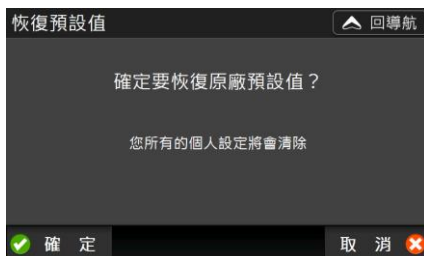 恢復預設值
回導航
確定要恢復原廠預設值？
您所有的個人設定將會清除
確 定
取 消